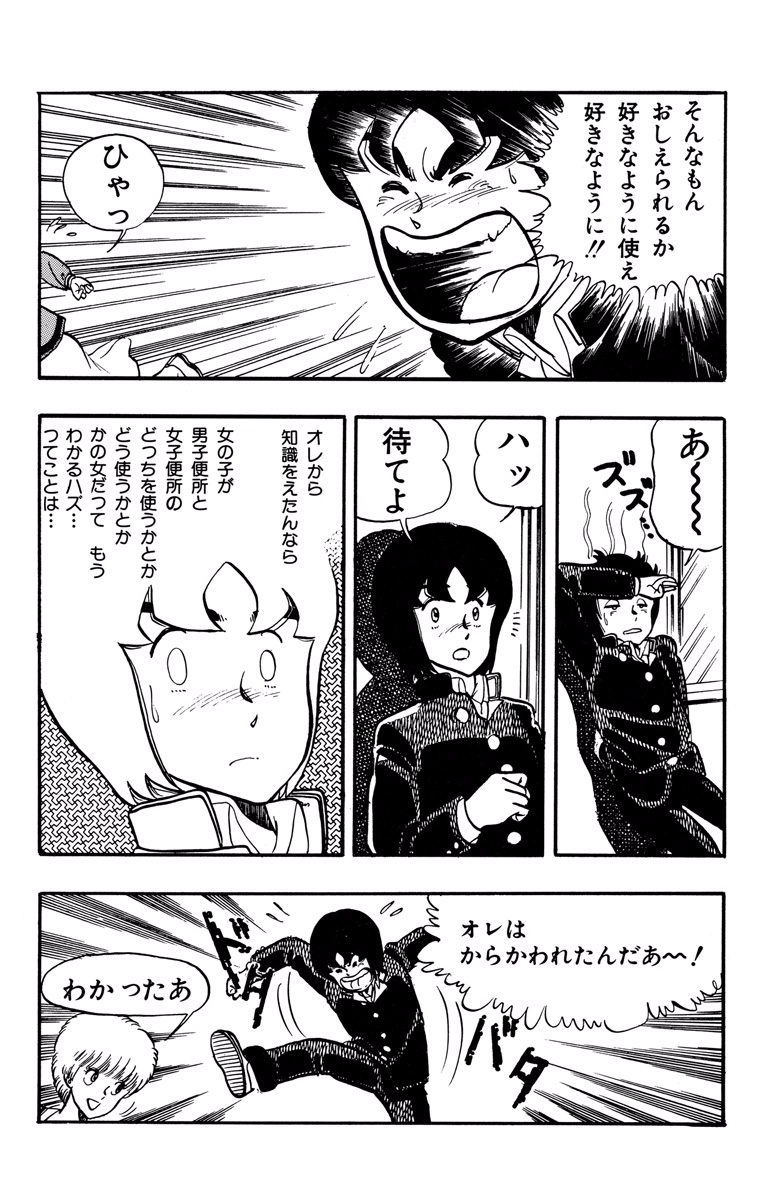 そんなもん
おしえられるか
好きなように使え
好きなように!!
ひゃっ
あ〜〜〜
ズズ…
ハッ
待てよ
オレから
知識をえたんなら
女の子が
男子便所と
女子便所の
どっちを使うかとか
どう使うかとか
かの女だって もう
わかるハズ…
つてことは…
オレは
からかわれたんだあ〜〜!
ドド
バタ
わかったあ